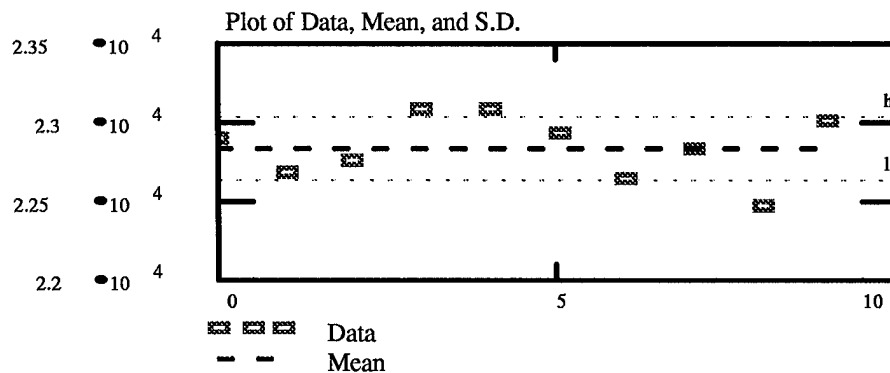 Plot of Data, Mean, and S.D.
2.35 •10 4
2.3 •10 4
2.25 •10 4
2.2 •10 4
h
l
0 5 10
Data
Mean